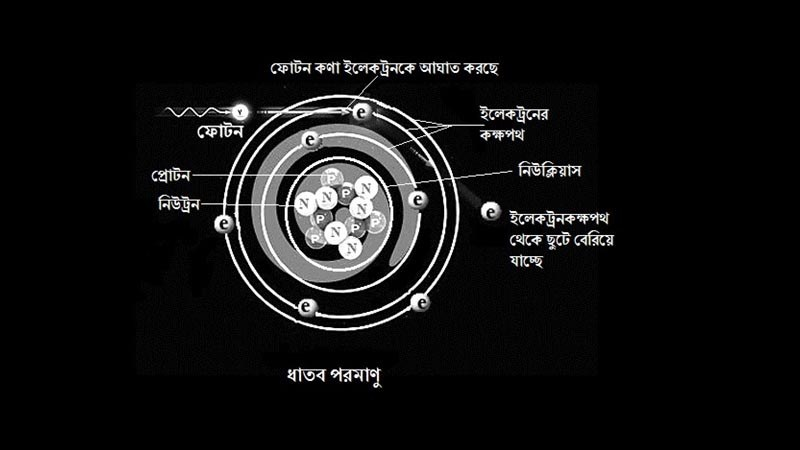 ফোটন কণা ইলেকট্রনকে আঘাত করছে
γ
e
ফোটন
ইলেকট্রনের
কক্ষপথ
e
প্রোটন
নিউক্লিয়াস
P
N
P
নিউট্রন
N
N
N
e
e
ইলেকট্রনকক্ষপথ
থেকে ছুটে বেরিয়ে
যাচ্ছে
e
P
P
P
P
N
N
e
e
ধাতব পরমাণু